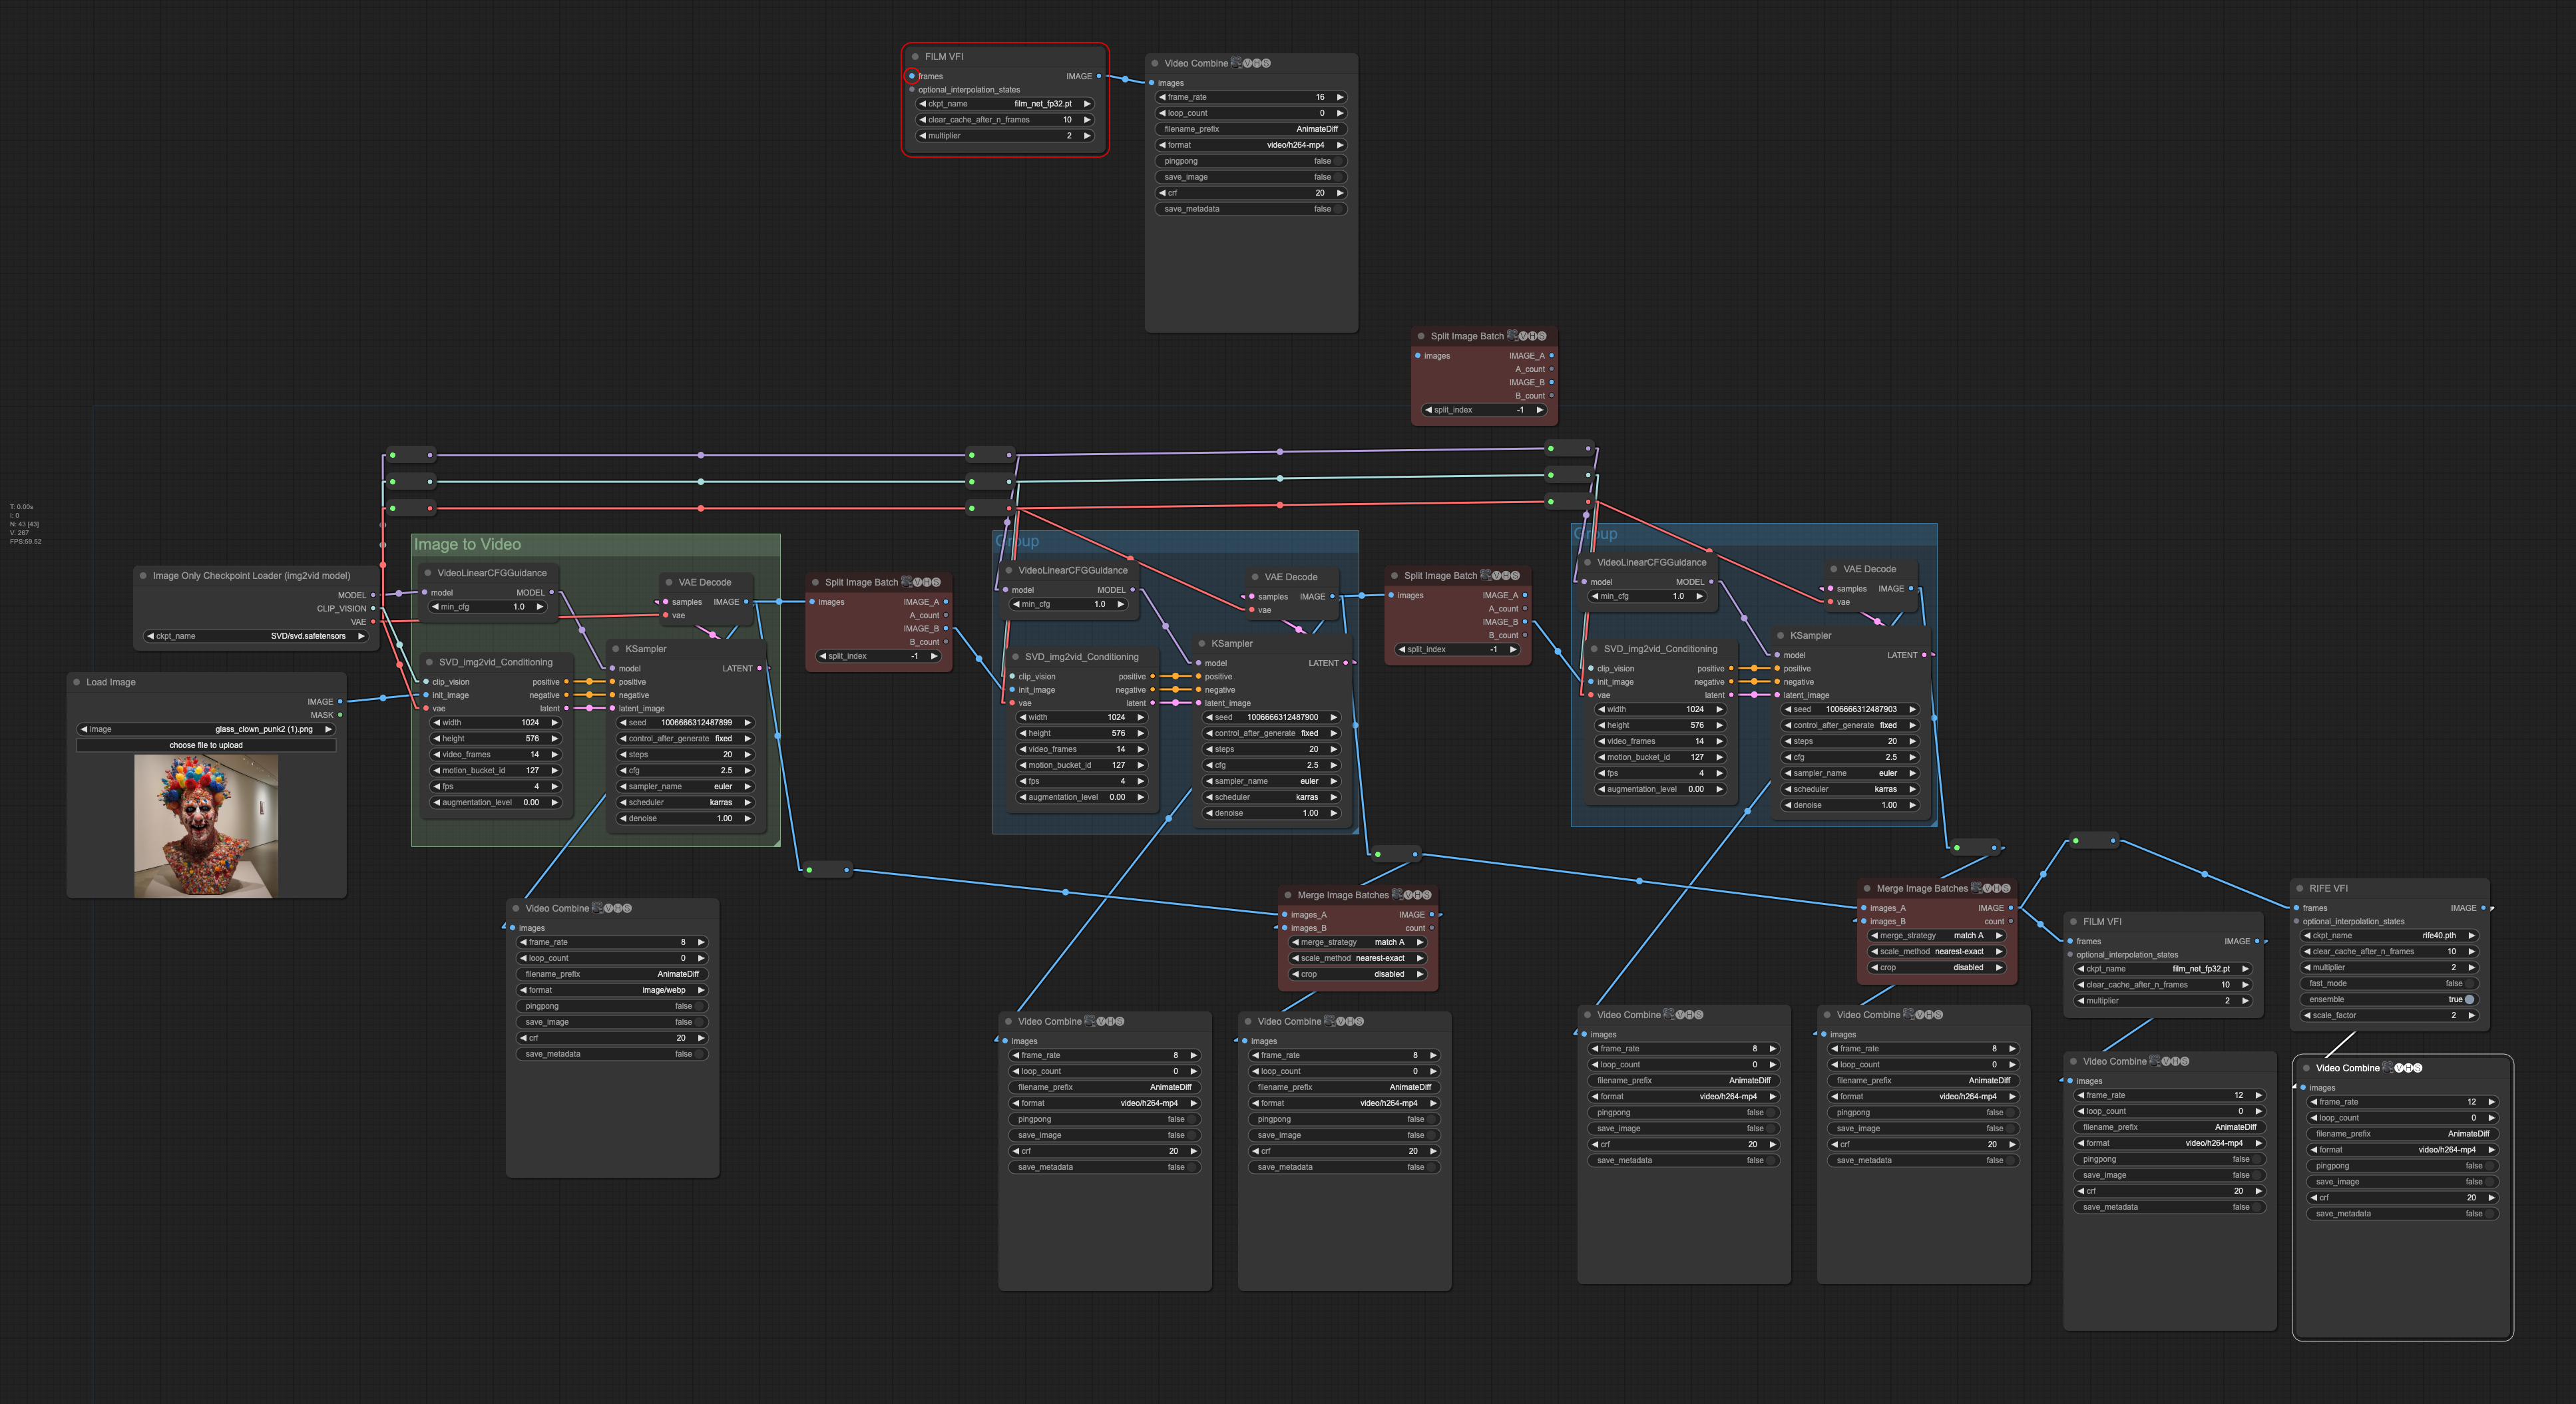 FILM VFI
frames IMAGE
optional_interpolation_states
ckpt_name film_net_fp32.pt
clear_cache_after_n_frames 10
multiplier 2
Video Combine VHS
images
frame_rate 16
loop_count 0
filename_prefix AnimateDiff
format video/h264-mp4
pingpong false
save_image false
crf 20
save_metadata false
Split Image Batch VHS
images IMAGE_A
A_count
IMAGE_B
B_count
split_index -1
T: 0.00s
I: 0
N: 43 [43]
V: 267
FPS:59.52
Image Only Checkpoint Loader (img2vid model)
MODEL
CLIP_VISION
VAE
ckpt_name SVD/svd.safetensors
Load Image
IMAGE
MASK
image glass_clown_punk2 (1).png
choose file to upload
Image to Video
VideoLinearCFGGuidance
model MODEL
min_cfg 1.0
VAE Decode
samples IMAGE
vae
SVD_img2vid_Conditioning
clip_vision positive
init_image negative
vae latent
width 1024
height 576
video_frames 14
motion_bucket_id 127
fps 4
augmentation_level 0.00
KSampler
model LATENT
positive
negative
latent_image
seed 1006666312487899
control_after_generate fixed
steps 20
cfg 2.5
sampler_name euler
scheduler karras
denoise 1.00
Split Image Batch VHS
images IMAGE_A
A_count
IMAGE_B
B_count
split_index -1
Group
VideoLinearCFGGuidance
model MODEL
min_cfg 1.0
VAE Decode
samples IMAGE
vae
SVD_img2vid_Conditioning
clip_vision positive
init_image negative
vae latent
width 1024
height 576
video_frames 14
motion_bucket_id 127
fps 4
augmentation_level 0.00
KSampler
model LATENT
positive
negative
latent_image
seed 1006666312487900
control_after_generate fixed
steps 20
cfg 2.5
sampler_name euler
scheduler karras
denoise 1.00
Split Image Batch VHS
images IMAGE_A
A_count
IMAGE_B
B_count
split_index -1
Group
VideoLinearCFGGuidance
model MODEL
min_cfg 1.0
VAE Decode
samples IMAGE
vae
SVD_img2vid_Conditioning
clip_vision positive
init_image negative
vae latent
width 1024
height 576
video_frames 14
motion_bucket_id 127
fps 4
augmentation_level 0.00
KSampler
model LATENT
positive
negative
latent_image
seed 1006666312487903
control_after_generate fixed
steps 20
cfg 2.5
sampler_name euler
scheduler karras
denoise 1.00
Video Combine VHS
images
frame_rate 8
loop_count 0
filename_prefix AnimateDiff
format image/webp
pingpong false
save_image false
crf 20
save_metadata false
Video Combine VHS
images
frame_rate 8
loop_count 0
filename_prefix AnimateDiff
format video/h264-mp4
pingpong false
save_image false
crf 20
save_metadata false
Merge Image Batches VHS
images_A IMAGE
images_B count
merge_strategy match A
scale_method nearest-exact
crop disabled
Video Combine VHS
images
frame_rate 8
loop_count 0
filename_prefix AnimateDiff
format video/h264-mp4
pingpong false
save_image false
crf 20
save_metadata false
Video Combine VHS
images
frame_rate 8
loop_count 0
filename_prefix AnimateDiff
format video/h264-mp4
pingpong false
save_image false
crf 20
save_metadata false
Merge Image Batches VHS
images_A IMAGE
images_B count
merge_strategy match A
scale_method nearest-exact
crop disabled
Video Combine VHS
images
frame_rate 8
loop_count 0
filename_prefix AnimateDiff
format video/h264-mp4
pingpong false
save_image false
crf 20
save_metadata false
FILM VFI
frames IMAGE
optional_interpolation_states
ckpt_name film_net_fp32.pt
clear_cache_after_n_frames 10
multiplier 2
Video Combine VHS
images
frame_rate 12
loop_count 0
filename_prefix AnimateDiff
format video/h264-mp4
pingpong false
save_image false
crf 20
save_metadata false
RIFE VFI
frames IMAGE
optional_interpolation_states
ckpt_name rife40.pth
clear_cache_after_n_frames 10
multiplier 2
fast_mode false
ensemble true
scale_factor 2
Video Combine VHS
images
frame_rate 12
loop_count 0
filename_prefix AnimateDiff
format video/h264-mp4
pingpong false
save_image false
crf 20
save_metadata false